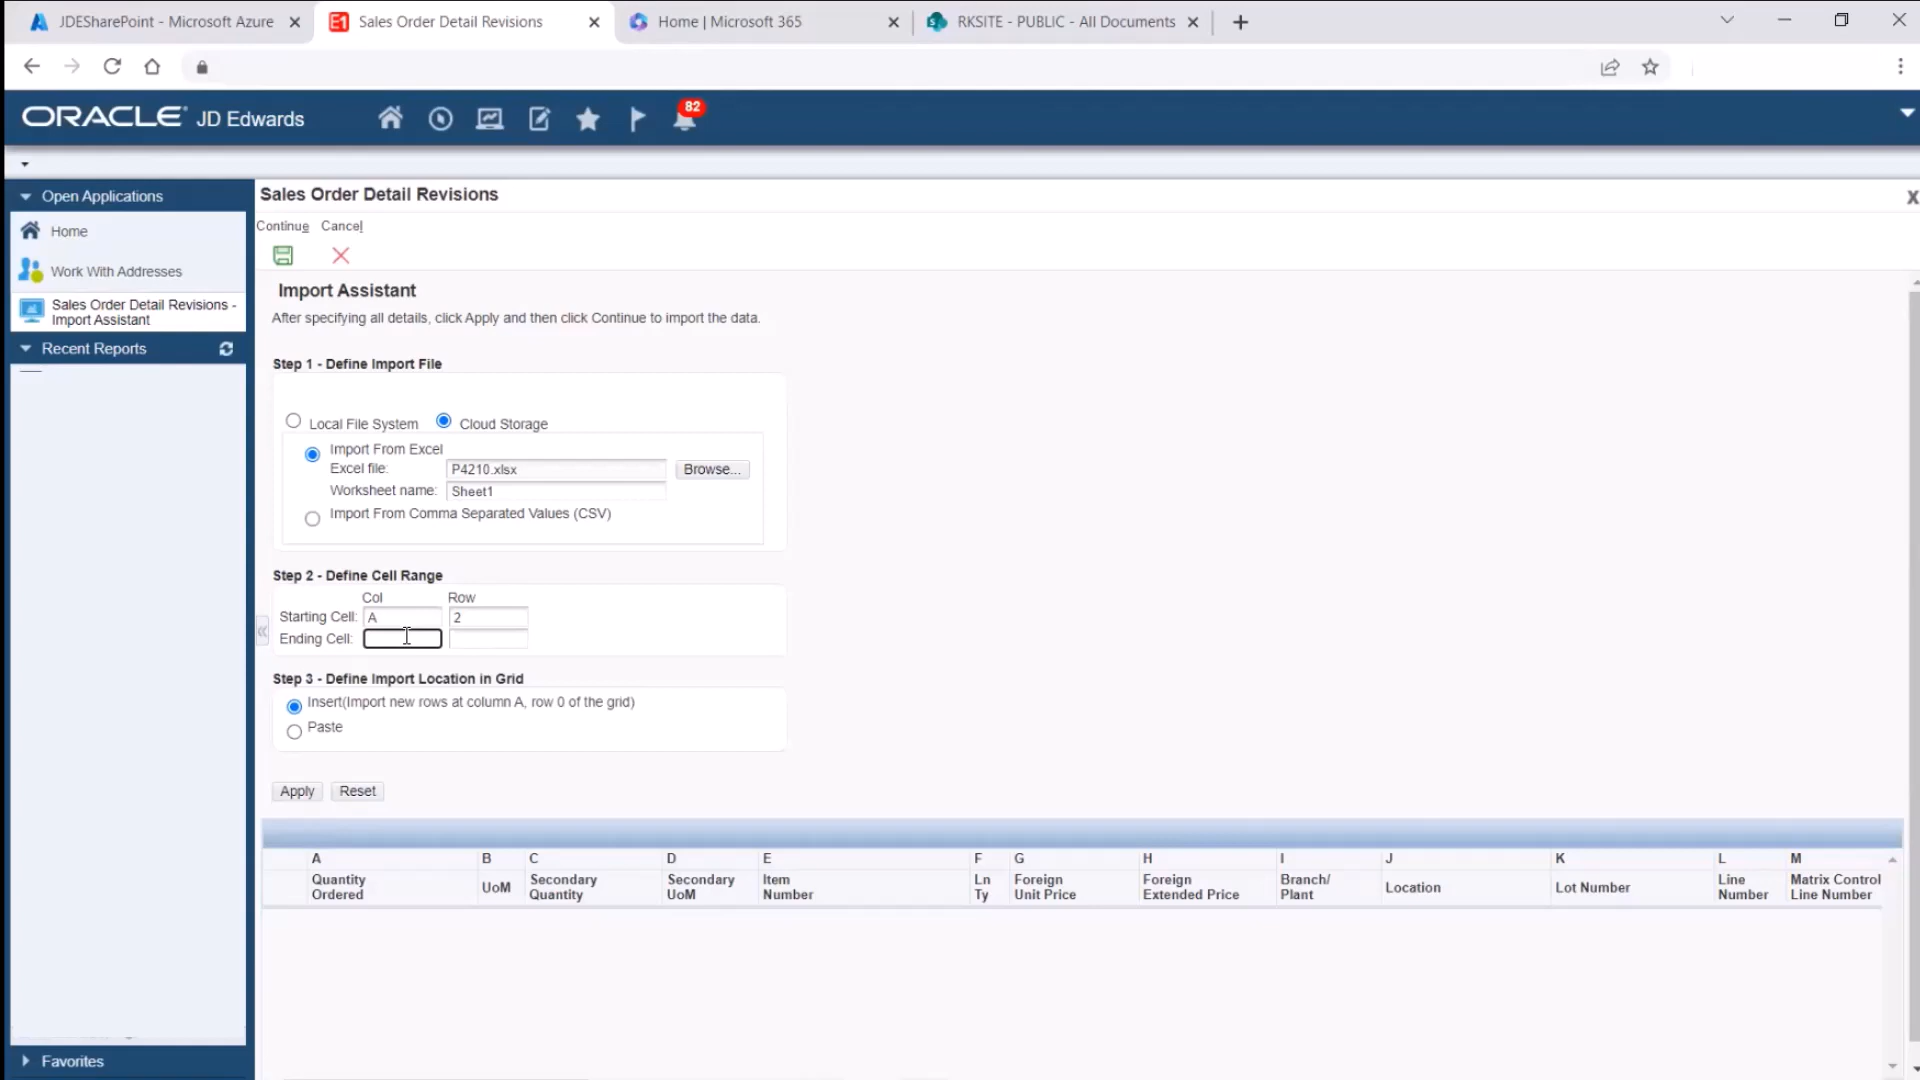 JDESharePoint - Microsoft Azure
Sales Order Detail Revisions
Home | Microsoft 365
RKSITE - PUBLIC - All Documents
ORACLE JD Edwards
82
Open Applications
Home
Work With Addresses
Sales Order Detail Revisions -
Import Assistant
Recent Reports
Favorites
Sales Order Detail Revisions
X
Continue Cancel
Import Assistant
After specifying all details, click Apply and then click Continue to import the data.
Step 1 - Define Import File
Local File System Cloud Storage
Import From Excel
Excel file: P4210.xlsx Browse...
Worksheet name: Sheet1
Import From Comma Separated Values (CSV)
Step 2 - Define Cell Range
Col Row
Starting Cell: A 2
Ending Cell:
Step 3 - Define Import Location in Grid
Insert(Import new rows at column A, row 0 of the grid)
Paste
Apply Reset
A B C D E F G H I J K L M
Quantity Ordered UoM Secondary Quantity Secondary UoM Item Number Ln Ty Foreign Unit Price Foreign Extended Price Branch/ Plant Location Lot Number Line Number Matrix Control Line Number